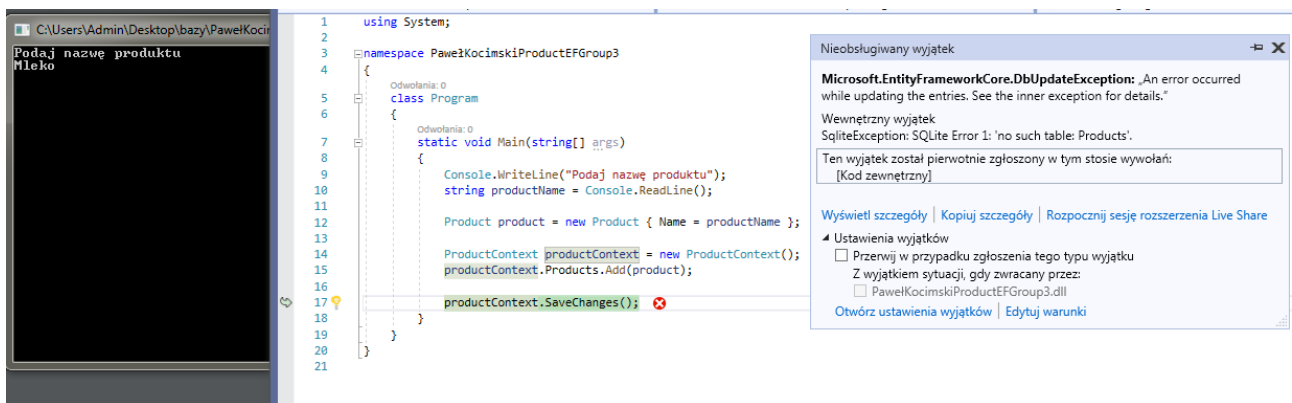 C:\Users\Admin\Desktop\bazy\PawełKocim
Podaj nazwę produktu
Mleko
1 using System;
2
3 namespace PawełKocimskiProductEFGroup3
4 {
Odwołania: 0
5 class Program
6 {
Odwołania: 0
7 static void Main(string[] args)
8 {
9 Console.WriteLine("Podaj nazwę produktu");
10 string productName = Console.ReadLine();
11
12 Product product = new Product { Name = productName };
13
14 ProductContext productContext = new ProductContext();
15 productContext.Products.Add(product);
16
17 productContext.SaveChanges();
18 }
19 }
20 }
21
Nieobsługiwany wyjątek
Microsoft.EntityFrameworkCore.DbUpdateException: „An error occurred
while updating the entries. See the inner exception for details."
Wewnętrzny wyjątek
SqliteException: SQLite Error 1: 'no such table: Products'.
Ten wyjątek został pierwotnie zgłoszony w tym stosie wywołań:
[Kod zewnętrzny]
Wyświetl szczegóły | Kopiuj szczegóły | Rozpocznij sesję rozszerzenia Live Share
Ustawienia wyjątków
Przerwij w przypadku zgłoszenia tego typu wyjątku
Z wyjątkiem sytuacji, gdy zwracany przez:
PawełKocimskiProductEFGroup3.dll
Otwórz ustawienia wyjątków | Edytuj warunki